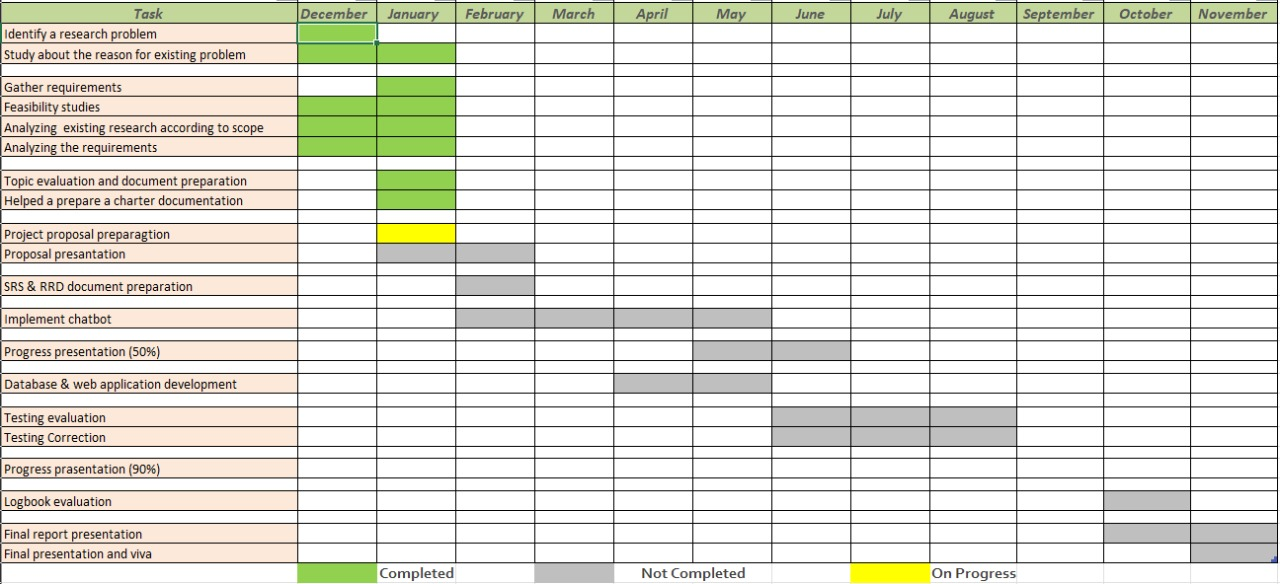 Task December January February March April May June July August September October November
Identify a research problem
Study about the reason for existing problem
Gather requirements
Feasibility studies
Analyzing existing research according to scope
Analyzing the requirements
Topic evaluation and document preparation
Helped a prepare a charter documentation
Project proposal preparagtion
Proposal presantation
SRS & RRD document preparation
Implement chatbot
Progress presentation (50%)
Database & web application development
Testing evaluation
Testing Correction
Progress prasentation (90%)
Logbook evaluation
Final report presentation
Final presentation and viva
Completed Not Completed On Progress